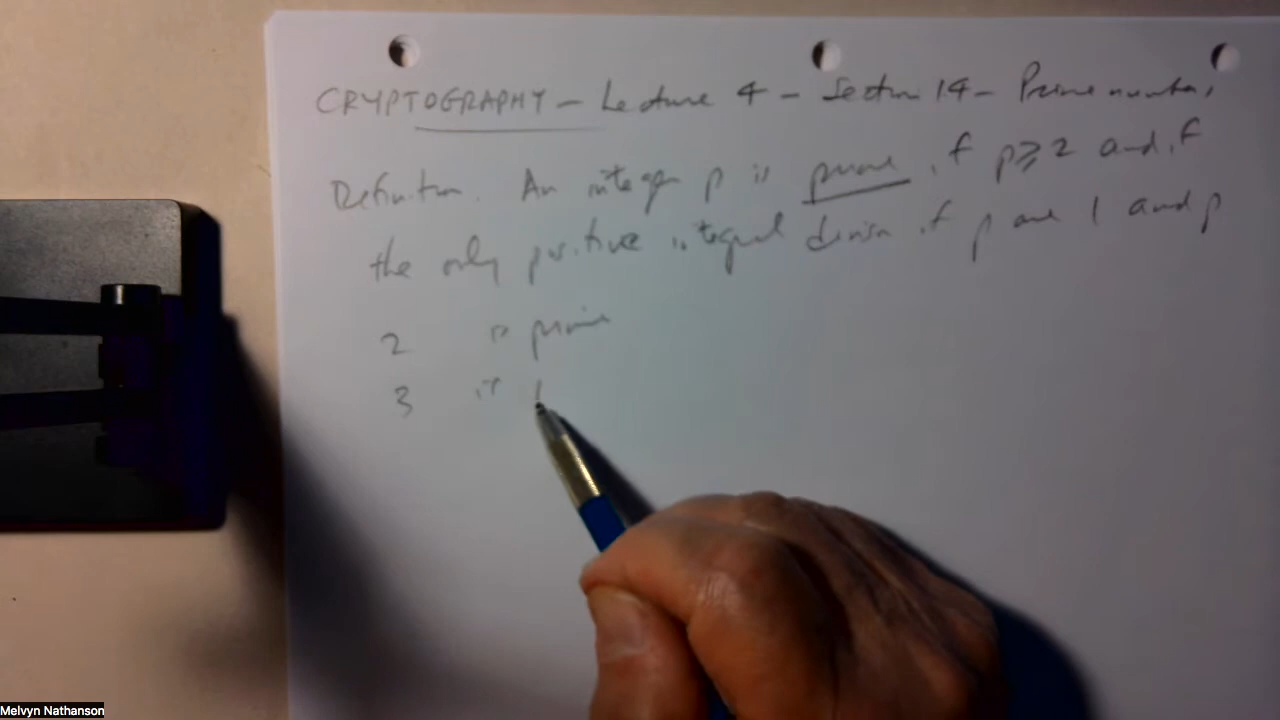 CRYPTOGRAPHY - Lecture 4 - Section 14 - Prime numbers
Definition. An integer p is prime if p ≥ 2 and if
the only positive integral divisors of p are 1 and p
2 is prime
3 is
Melvyn Nathanson